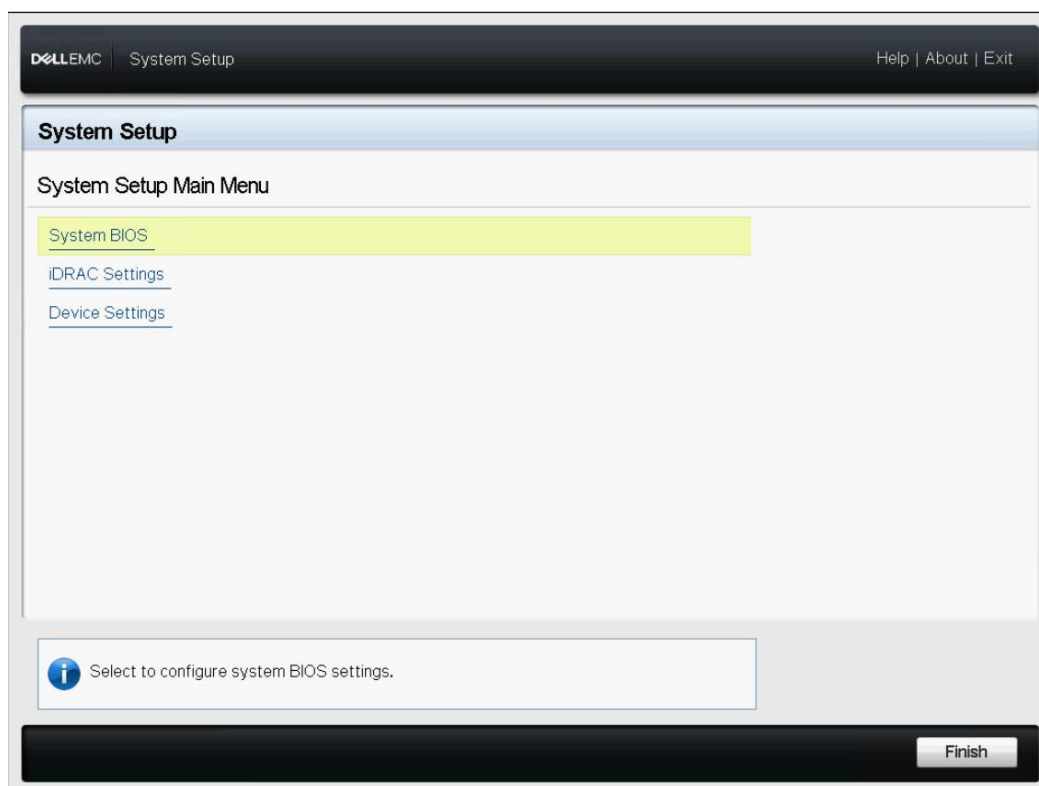 DELLEMC System Setup Help | About | Exit
System Setup
System Setup Main Menu
System BIOS
iDRAC Settings
Device Settings
Select to configure system BIOS settings.
Finish